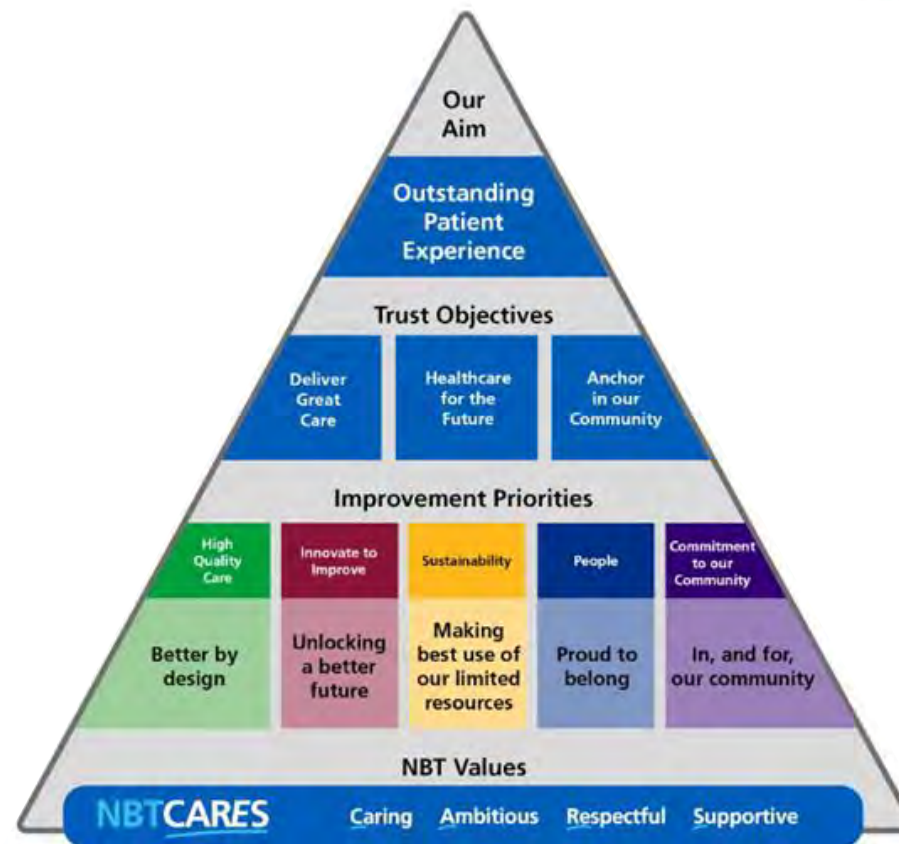 Our
Aim
Outstanding
Patient
Experience
Trust Objectives
Deliver
Great
Care
Healthcare
for the
Future
Anchor
in our
Community
Improvement Priorities
High
Quality
Care
Innovate to
Improve
Sustainability
People
Commitment
to our
Community
Better by
design
Unlocking
a better
future
Making
best use of
our limited
resources
Proud to
belong
In, and for,
our community
NBT Values
NBTCARES Caring Ambitious Respectful Supportive